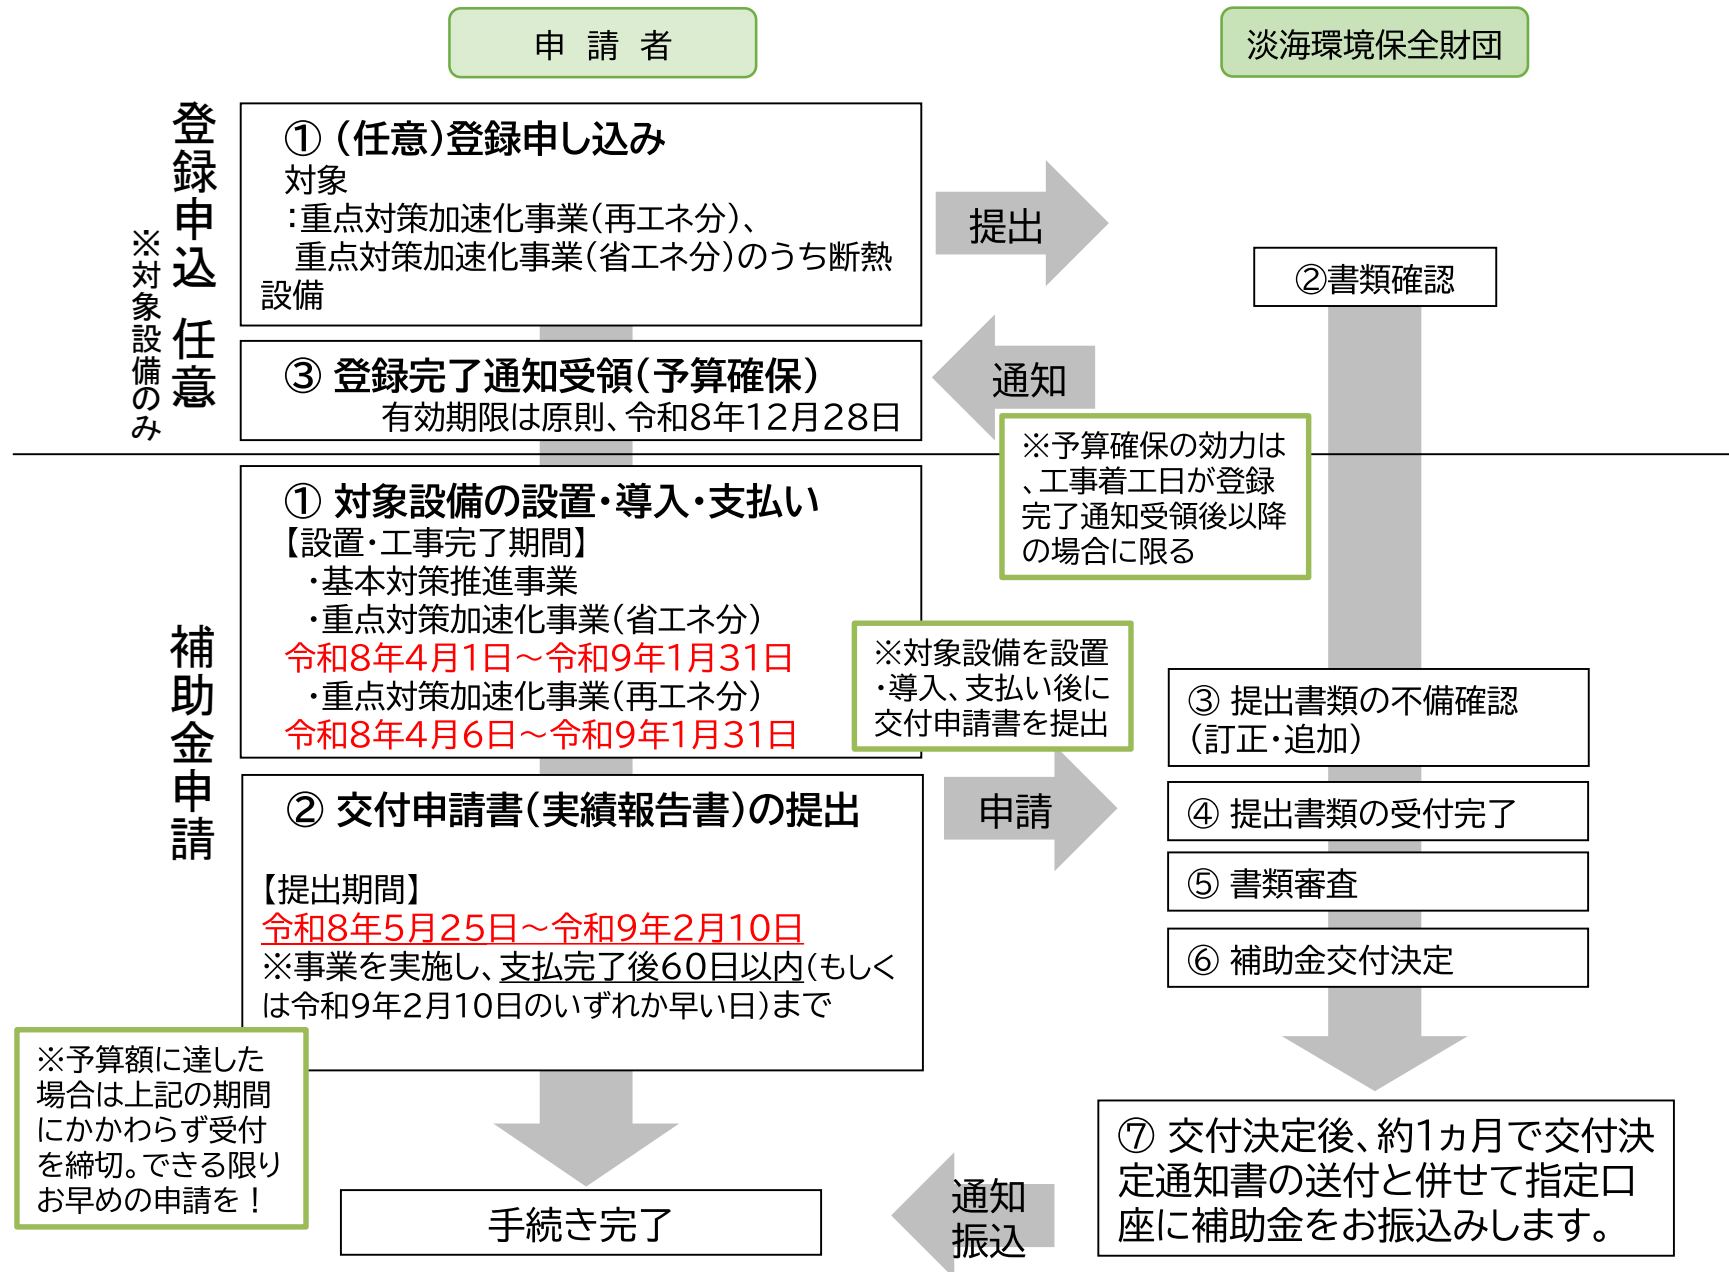 申 請 者
淡海環境保全財団
登録申込 任意
※対象設備のみ
① （任意）登録申し込み
対象
：重点対策加速化事業（再エネ分）、
重点対策加速化事業（省エネ分）のうち断熱
設備
提出
②書類確認
③ 登録完了通知受領（予算確保）
有効期限は原則、令和8年12月28日
通知
※予算確保の効力は
、工事着工日が登録
完了通知受領後以降
の場合に限る
補助金申請
① 対象設備の設置・導入・支払い
【設置・工事完了期間】
・基本対策推進事業
・重点対策加速化事業（省エネ分）
令和8年4月1日～令和9年1月31日
・重点対策加速化事業（再エネ分）
令和8年4月6日～令和9年1月31日
※対象設備を設置
・導入、支払い後に
交付申請書を提出
② 交付申請書（実績報告書）の提出
【提出期間】
令和8年5月25日～令和9年2月10日
※事業を実施し、支払完了後60日以内（もしく
は令和9年2月10日のいずれか早い日）まで
申請
③ 提出書類の不備確認
（訂正・追加）
④ 提出書類の受付完了
⑤ 書類審査
⑥ 補助金交付決定
※予算額に達した
場合は上記の期間
にかかわらず受付
を締切。できる限り
お早めの申請を！
⑦ 交付決定後、約1ヵ月で交付決
定通知書の送付と併せて指定口
座に補助金をお振込みします。
通知
振込
手続き完了